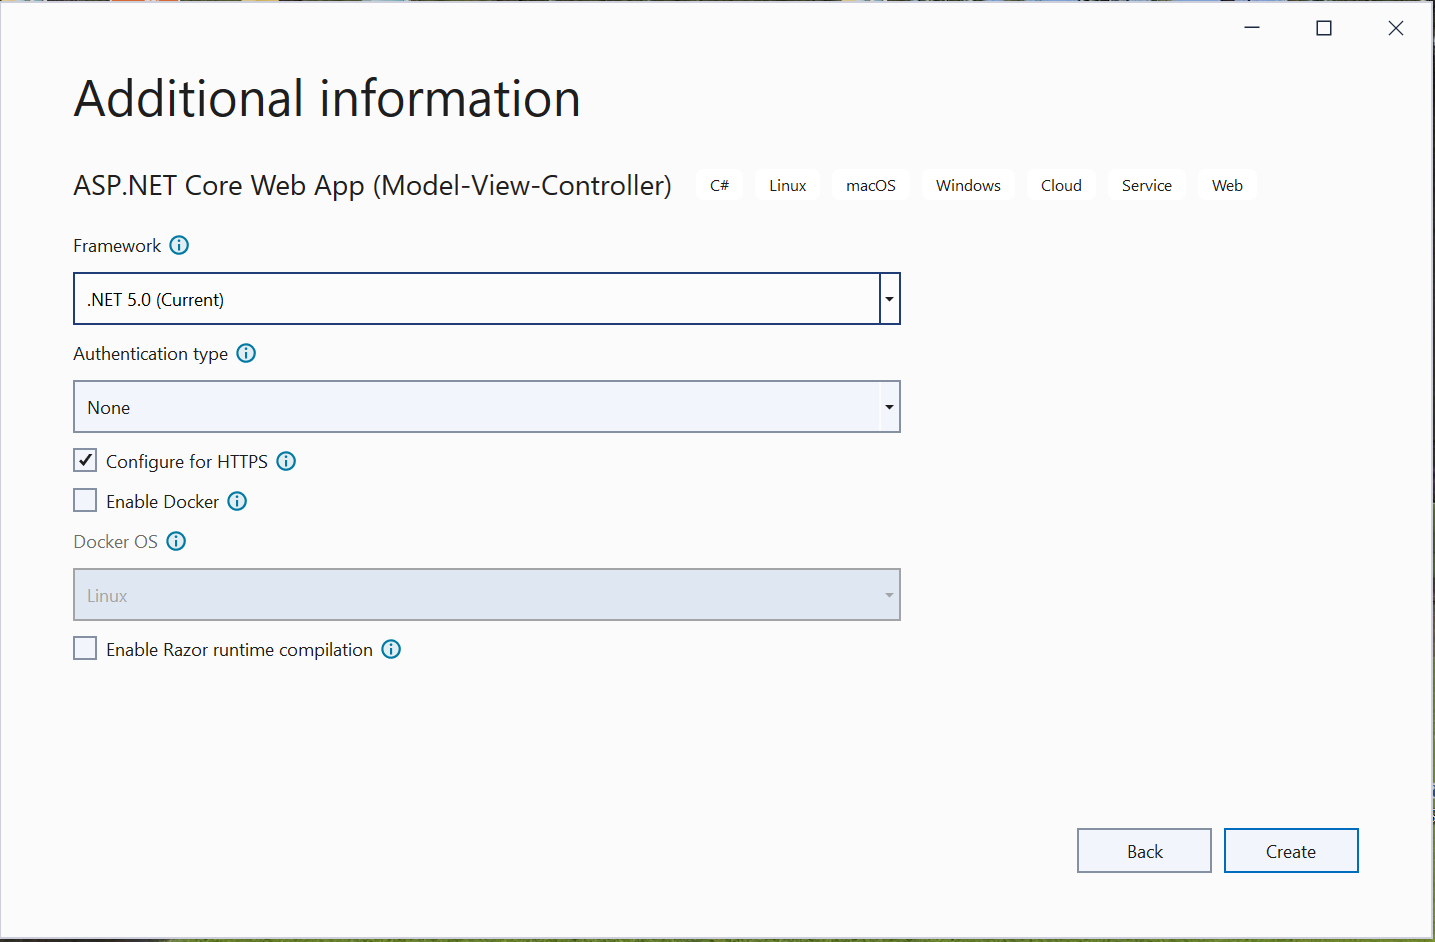 Additional information
ASP.NET Core Web App (Model-View-Controller) C# Linux macOS Windows Cloud Service Web
Framework
.NET 5.0 (Current)
Authentication type
None
Configure for HTTPS
Enable Docker
Docker OS
Linux
Enable Razor runtime compilation
Back Create